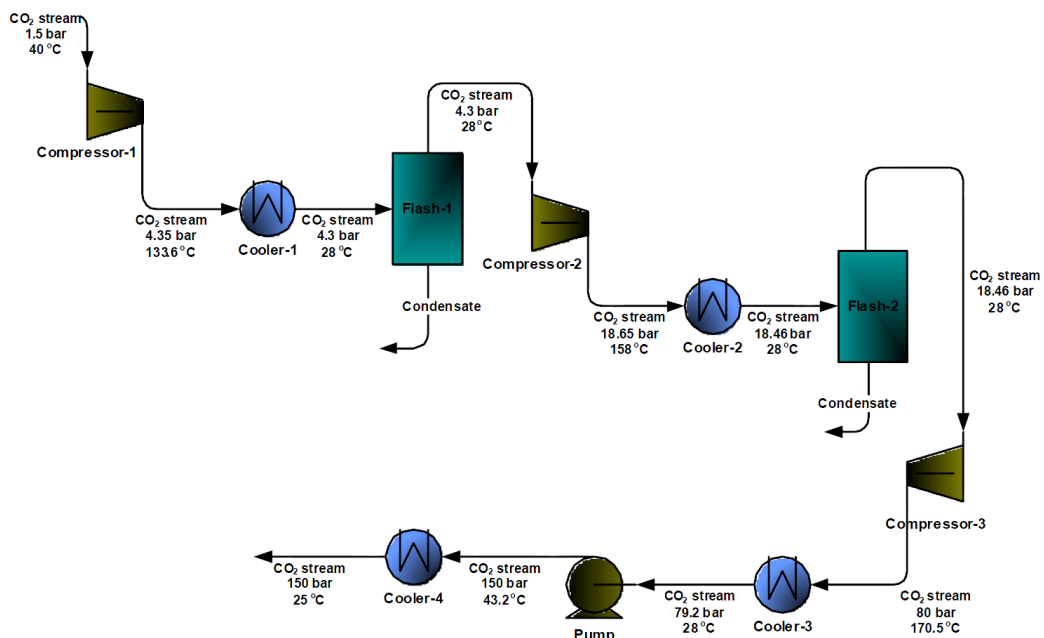 CO₂ stream
1.5 bar
40 °C
Compressor-1
CO₂ stream
4.35 bar
133.6 °C
Cooler-1
CO₂ stream
4.3 bar
28 °C
Flash-1
Condensate
CO₂ stream
4.3 bar
28 °C
Compressor-2
CO₂ stream
18.65 bar
158 °C
Cooler-2
CO₂ stream
18.46 bar
28 °C
Flash-2
Condensate
CO₂ stream
18.46 bar
28 °C
Compressor-3
CO₂ stream
80 bar
170.5 °C
Cooler-3
CO₂ stream
79.2 bar
28 °C
Pump
CO₂ stream
150 bar
43.2 °C
Cooler-4
CO₂ stream
150 bar
25 °C